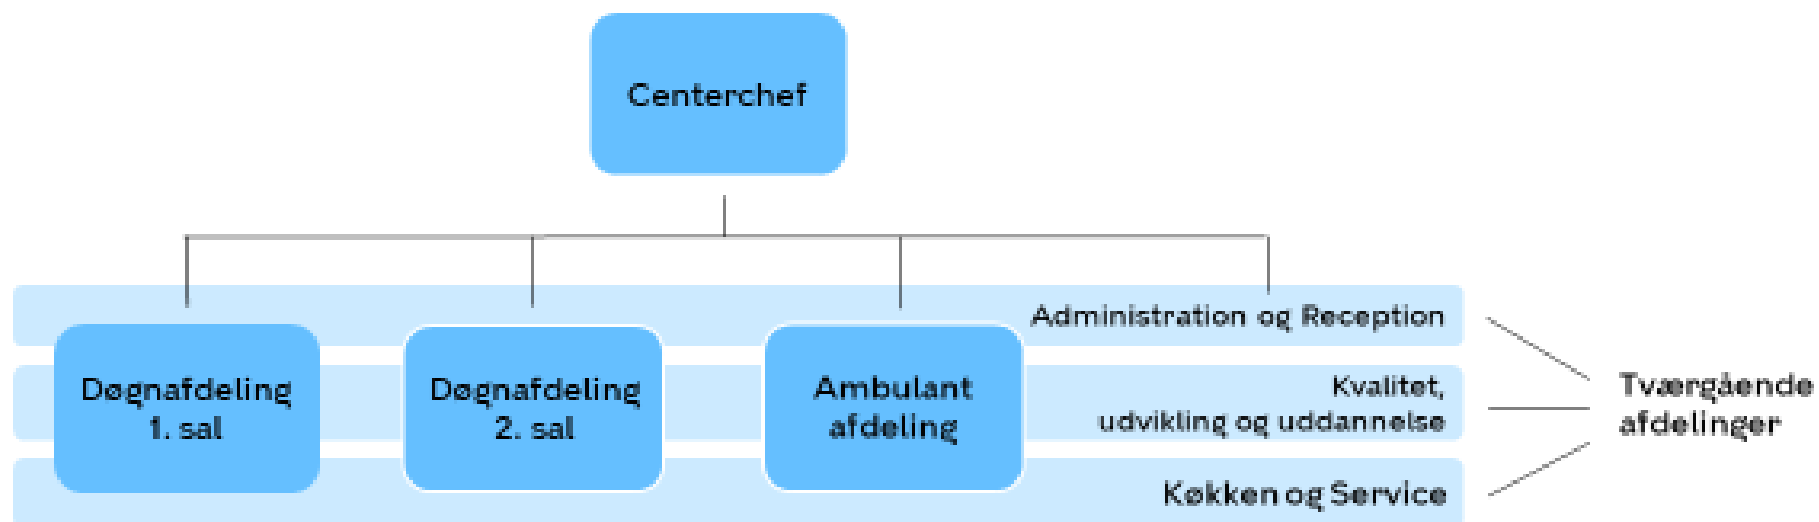 Centerchef
Administration og Reception
Døgnafdeling
1. sal
Døgnafdeling
2. sal
Ambulant
afdeling
Kvalitet,
udvikling og uddannelse
Køkken og Service
Tværgående
afdelinger